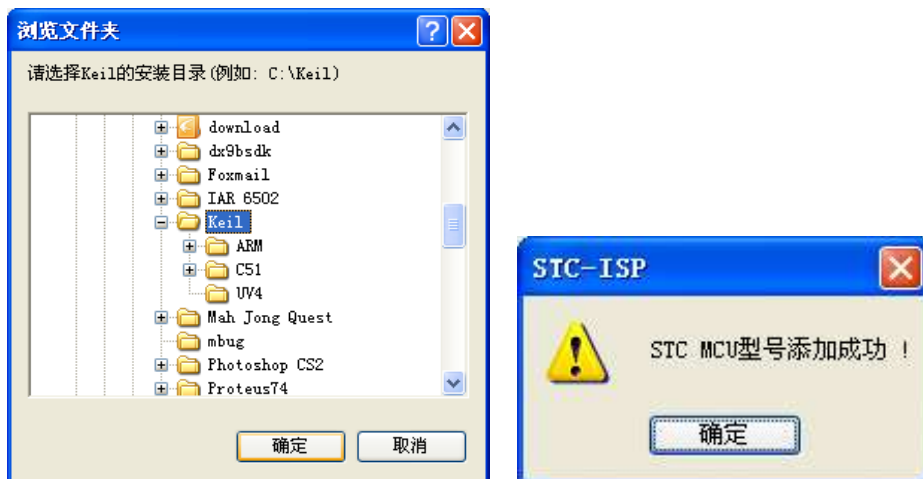 浏览文件夹
请选择Keil的安装目录(例如: C:\Keil)
download
dx9bsdk
Foxmail
IAR 6502
Keil
ARM
C51
UV4
Mah Jong Quest
mbug
Photoshop CS2
Proteus74
确定
取消
STC-ISP
STC MCU型号添加成功 !
确定